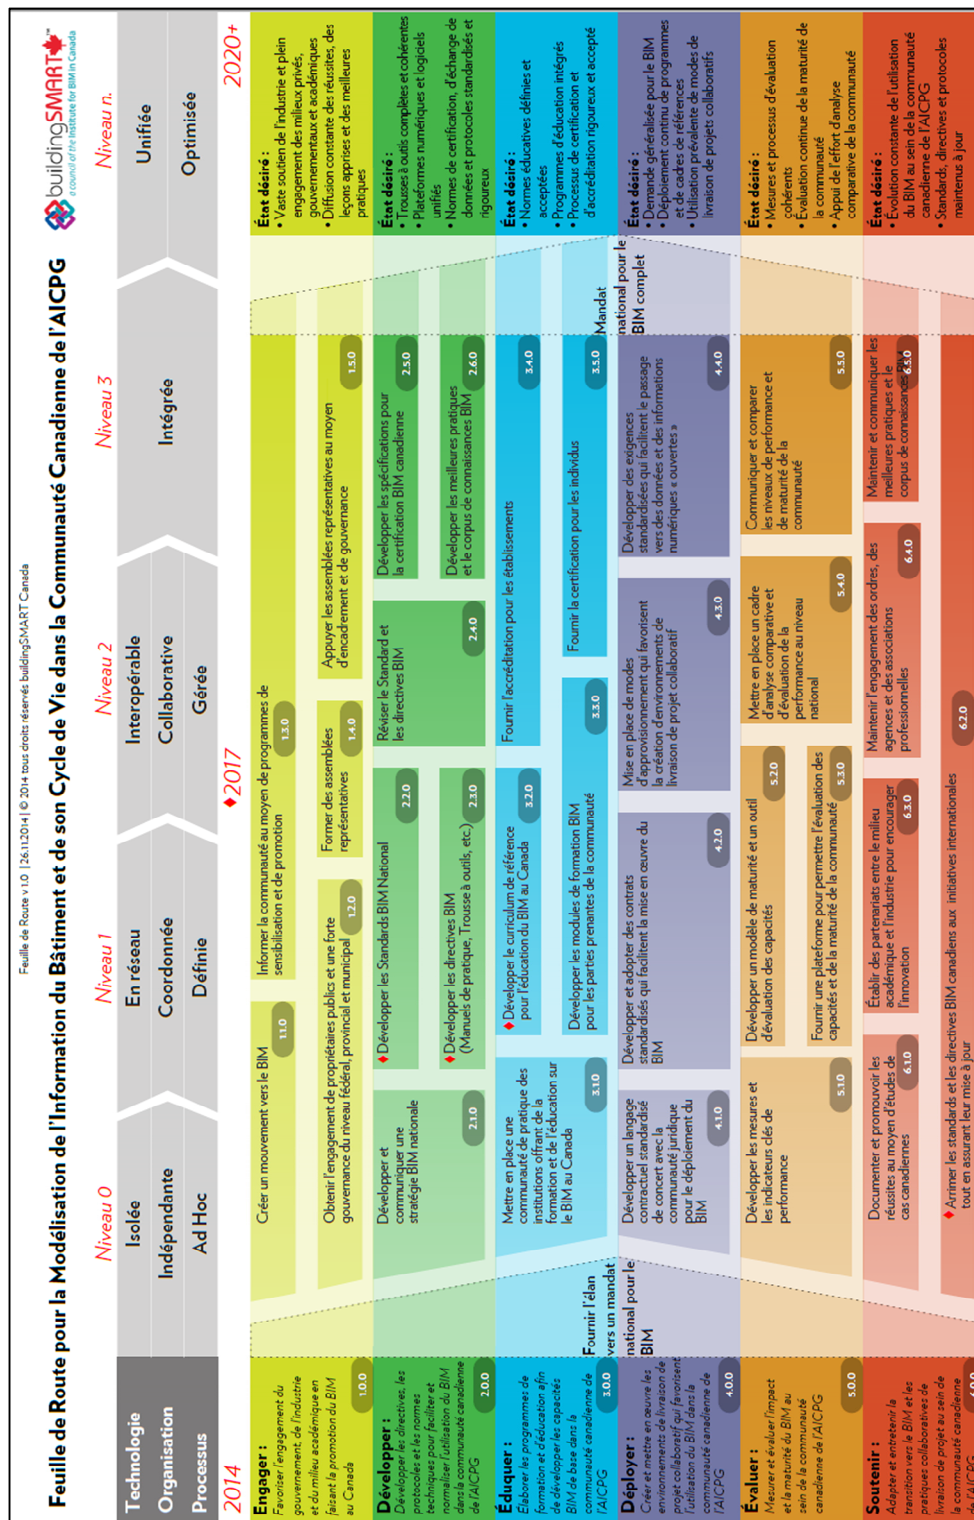 Feuille de Route v 1.0 | 26.11.2014 | © 2014 tous droits réservés buildingSMART Canada
Feuille de Route pour la Modélisation de l'Information du Bâtiment et de son Cycle de Vie dans la Communauté Canadienne de l'AICPG
buildingSMART
a council of the Institute for BIM in Canada
Niveau 0
Niveau 1
Niveau 2
Niveau 3
Niveau n.
Technologie
Isolée
En réseau
Interopérable
Intégrée
Unifiée
Organisation
Indépendante
Coordonnée
Collaborative
Optimisée
Processus
Ad Hoc
Définie
Gérée
2014
♦2017
2020+
Engager :
Favoriser l'engagement du
gouvernement, de l'industrie
et du milieu académique en
faisant la promotion du BIM
au Canada
1.0.0
Créer un mouvement vers le BIM
1.1.0
Informer la communauté au moyen de programmes de
sensibilisation et de promotion
1.3.0
Obtenir l'engagement de propriétaires publics et une forte
gouvernance du niveau fédéral, provincial et municipal
1.2.0
Former des assemblées
représentatives
1.4.0
Appuyer les assemblées représentatives au moyen
d'encadrement et de gouvernance
1.5.0
État désiré :
• Vaste soutien de l'industrie et plein
engagement des milieux privés,
gouvernementaux et académiques
• Diffusion constante des réussites, des
leçons apprises et des meilleures
pratiques
Développer :
Développer les directives, les
protocoles et les normes
techniques pour faciliter et
normaliser l'utilisation du BIM
dans la communauté canadienne
de l'AICPG
2.0.0
Développer et
communiquer une
stratégie BIM nationale
2.1.0
♦ Développer les Standards BIM National
2.2.0
♦ Développer les directives BIM
(Manuels de pratique, Trousse à outils, etc.)
2.3.0
Réviser le Standard et
les directives BIM
2.4.0
Développer les spécifications pour
la certification BIM canadienne
2.5.0
Développer les meilleures pratiques
et le corpus de connaissances BIM
2.6.0
État désiré :
• Trousses à outils complètes et cohérentes
• Plateformes numériques et logiciels
unifiés
• Normes de certification, d'échange de
données et protocoles standardisés et
rigoureux
Éduquer :
Élaborer les programmes de
formation et d'éducation afin
de développer les capacités
BIM de base dans la
communauté canadienne de
l'AICPG
3.0.0
Fournir l'élan
vers un mandat
national pour le
BIM
Mettre en place une
communauté de pratique des
institutions offrant de la
formation et de l'éducation sur
le BIM au Canada
3.1.0
♦ Développer le curriculum de référence
pour l'éducation du BIM au Canada
3.2.0
Développer les modules de formation BIM
pour les parties prenantes de la communauté
3.3.0
Fournir l'accréditation pour les établissements
3.4.0
Fournir la certification pour les individus
3.5.0
Mandat
national pour le
BIM complet
État désiré :
• Normes éducatives définies et
acceptées
• Programmes d'éducation intégrés
• Processus de certification et
d'accréditation rigoureux et accepté
Déployer :
Créer et mettre en œuvre les
environnements de livraison de
projet collaboratif qui favorisent
l'utilisation du BIM dans la
communauté canadienne de
l'AICPG
4.0.0
Développer un langage
contractuel standardisé
de concert avec la
communauté juridique
pour le déploiement du
BIM
4.1.0
Développer et adopter des contrats
standardisés qui facilitent la mise en œuvre du
BIM
4.2.0
Mise en place de modes
d'approvisionnement qui favorisent
la création d'environnements de
livraison de projet collaboratif
4.3.0
Développer des exigences
standardisées qui facilitent le passage
vers des données et des informations
numériques « ouvertes »
4.4.0
État désiré :
• Demande généralisée pour le BIM
• Déploiement continu de programmes
et de cadres de références
• Utilisation prévalente de modes de
livraison de projets collaboratifs
Évaluer :
Mesurer et évaluer l'impact
et la maturité du BIM au
sein de la communauté
canadienne de l'AICPG
5.0.0
Développer les mesures et
les indicateurs clés de
performance
5.1.0
Développer un modèle de maturité et un outil
d'évaluation des capacités
5.2.0
Fournir une plateforme pour permettre l'évaluation des
capacités et de la maturité de la communauté
5.3.0
Mettre en place un cadre
d'analyse comparative et
d'évaluation de la
performance au niveau
national
5.4.0
Communiquer et comparer
les niveaux de performance et
de maturité de la
communauté
5.5.0
État désiré :
• Mesures et processus d'évaluation
cohérents
• Évaluation continue de la maturité de
la communauté
• Appui de l'effort d'analyse
comparative de la communauté
Soutenir :
Adapter et entretenir la
transition vers le BIM et les
pratiques collaboratives de
livraison de projet au sein de
la communauté canadienne
Documenter et promouvoir les
réussites au moyen d'études de
cas canadiennes
6.1.0
Établir des partenariats entre le milieu
académique et l'industrie pour encourager
l'innovation
6.3.0
Maintenir l'engagement des ordres, des
agences et des associations
professionnelles
6.4.0
Maintenir et communiquer les
meilleures pratiques et le
corpus de connaissances BIM
6.5.0
♦ Arrimer les standards et les directives BIM canadiens aux initiatives internationales
tout en assurant leur mise à jour
6.2.0
État désiré :
• Évolution constante de l'utilisation
du BIM au sein de la communauté
canadienne de l'AICPG
• Standards, directives et protocoles
maintenus à jour